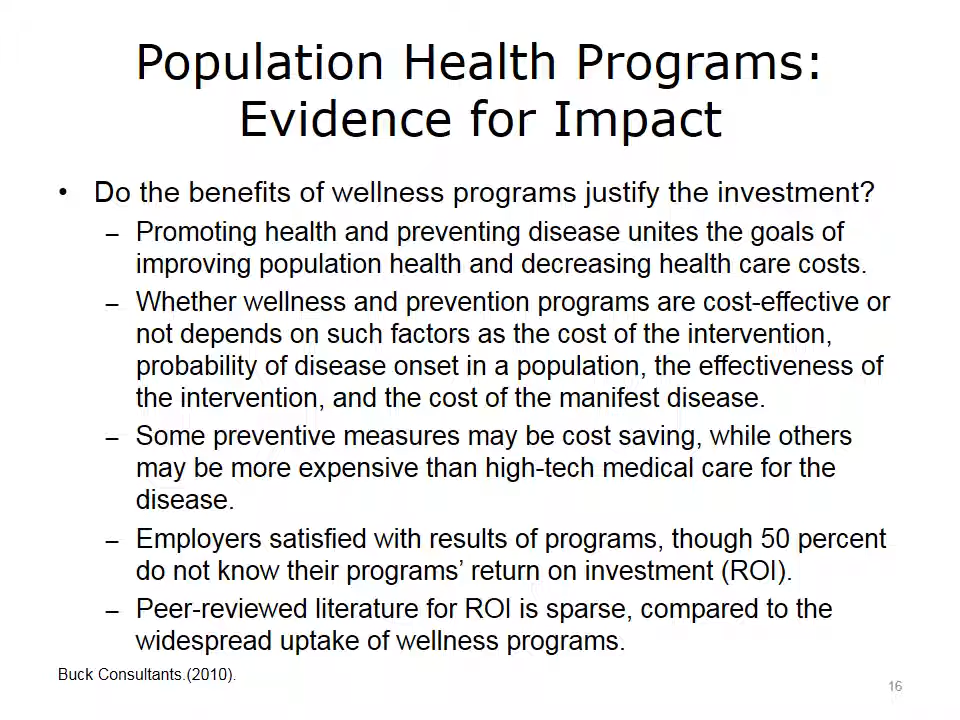 Population Health Programs:
Evidence for Impact
• Do the benefits of wellness programs justify the investment?
– Promoting health and preventing disease unites the goals of
improving population health and decreasing health care costs.
– Whether wellness and prevention programs are cost-effective or
not depends on such factors as the cost of the intervention,
probability of disease onset in a population, the effectiveness of
the intervention, and the cost of the manifest disease.
– Some preventive measures may be cost saving, while others
may be more expensive than high-tech medical care for the
disease.
– Employers satisfied with results of programs, though 50 percent
do not know their programs’ return on investment (ROI).
– Peer-reviewed literature for ROI is sparse, compared to the
widespread uptake of wellness programs.
Buck Consultants.(2010).
16